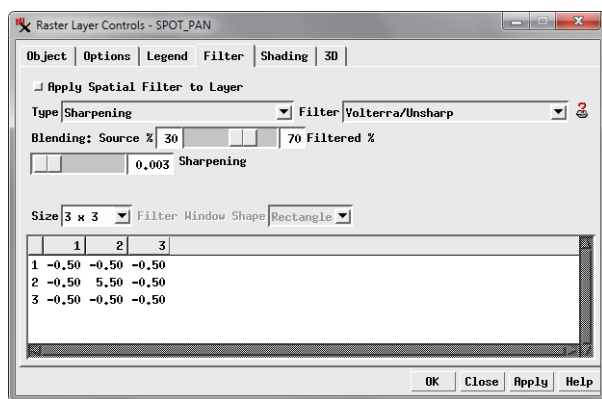 Raster Layer Controls - SPOT_PAN
Object Options Legend Filter Shading 3D
Apply Spatial Filter to Layer
Type Sharpening Filter Volterra/Unsharp
Blending: Source % 30 70 Filtered %
0.003 Sharpening
Size 3 x 3 Filter Window Shape Rectangle
1 2 3
1 -0.50 -0.50 -0.50
2 -0.50 5.50 -0.50
3 -0.50 -0.50 -0.50
OK Close Apply Help